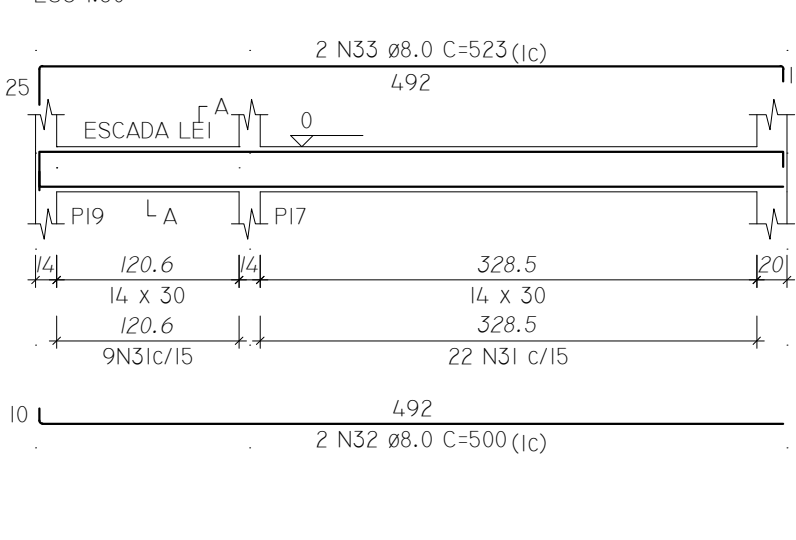 2 N33 ø8.0 C=523(1c)
25
492
1
A
ESCADA LE1
0
P19
A
P17
14 120.6 14 328.5 20
14 x 30 14 x 30
120.6 328.5
9N31c/15 22 N31 c/15
10
492
2 N32 ø8.0 C=500(1c)